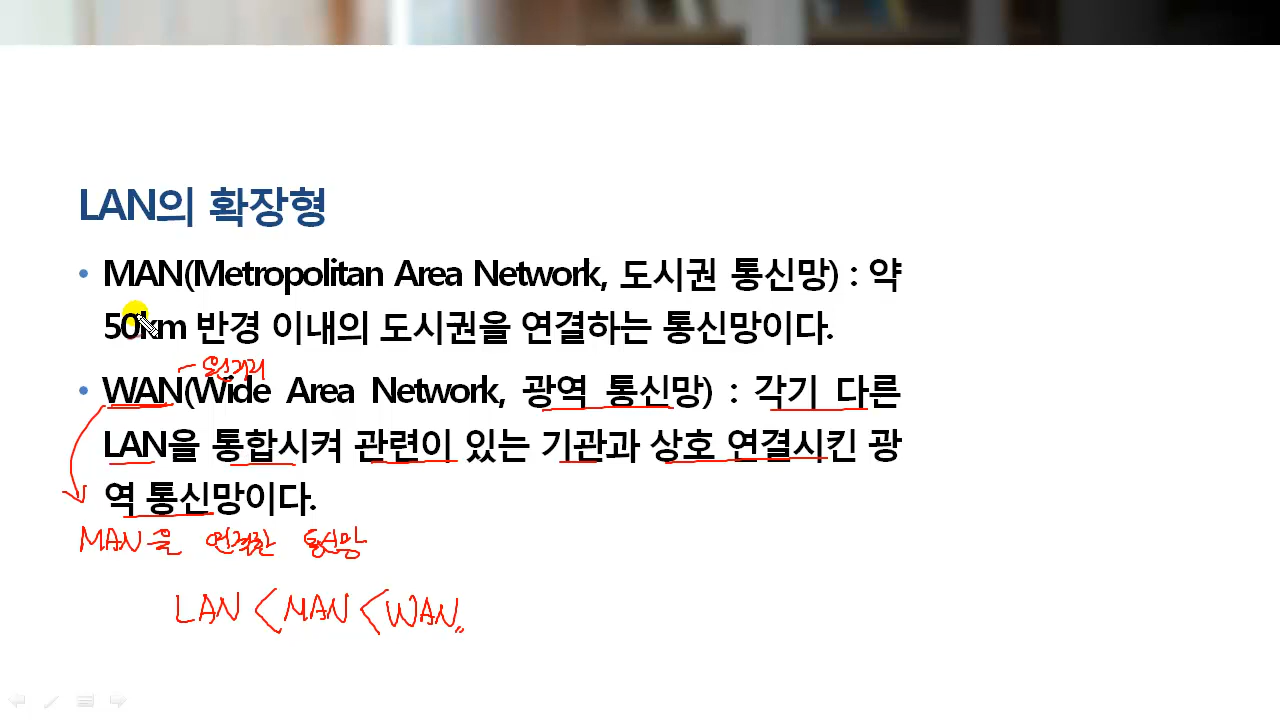 LAN의 확장형
• MAN(Metropolitan Area Network, 도시권 통신망) : 약
50km 반경 이내의 도시권을 연결하는 통신망이다.
- 원거리
• WAN(Wide Area Network, 광역 통신망) : 각기 다른
LAN을 통합시켜 관련이 있는 기관과 상호 연결시킨 광
역 통신망이다.
MAN을 연결한 통신망
LAN < MAN < WAN